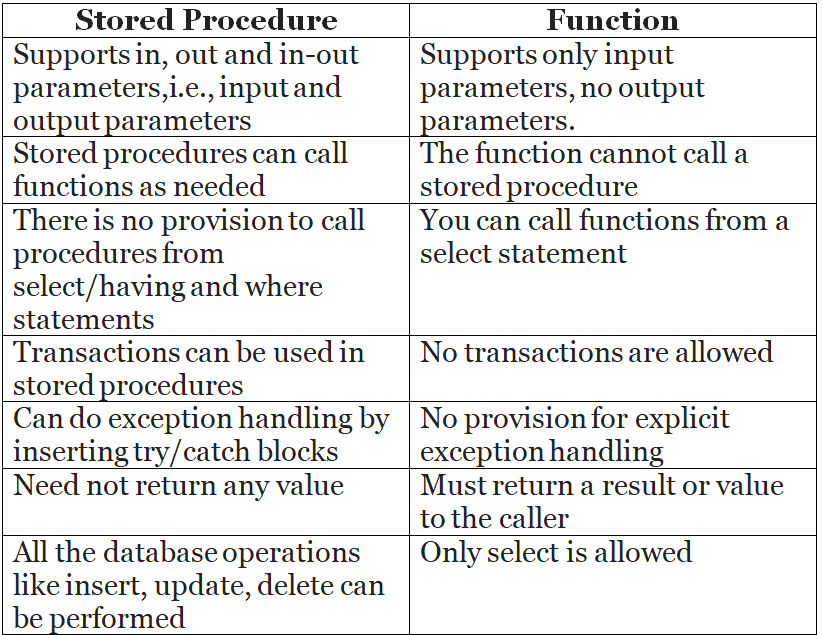 Stored Procedure
Function
Supports in, out and in-out
parameters,i.e., input and
output parameters
Supports only input
parameters, no output
parameters.
Stored procedures can call
functions as needed
The function cannot call a
stored procedure
There is no provision to call
procedures from
select/having and where
statements
You can call functions from a
select statement
Transactions can be used in
stored procedures
No transactions are allowed
Can do exception handling by
inserting try/catch blocks
No provision for explicit
exception handling
Need not return any value
Must return a result or value
to the caller
All the database operations
like insert, update, delete can
be performed
Only select is allowed